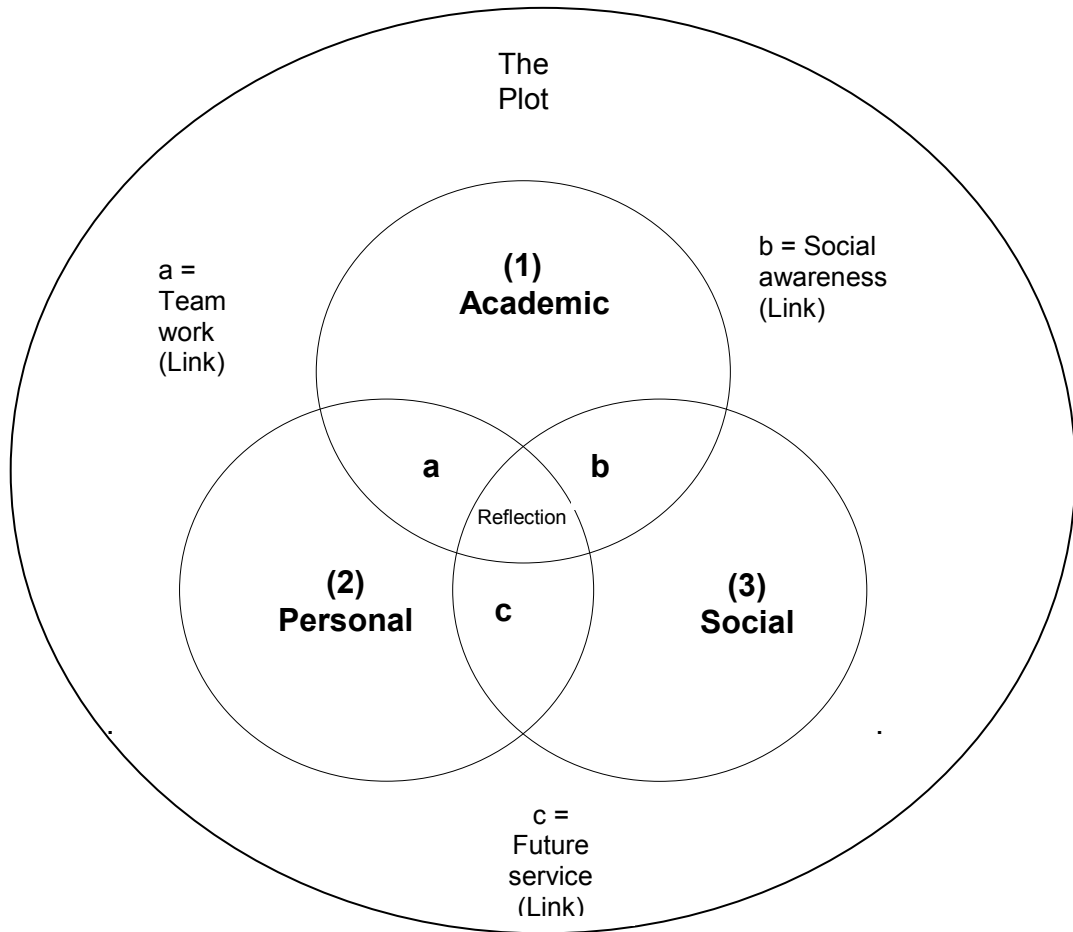 The
Plot
a =
Team
work
(Link)
(1)
Academic
b = Social
awareness
(Link)
a
b
Reflection
(2)
Personal
c
(3)
Social
c =
Future
service
(Link)